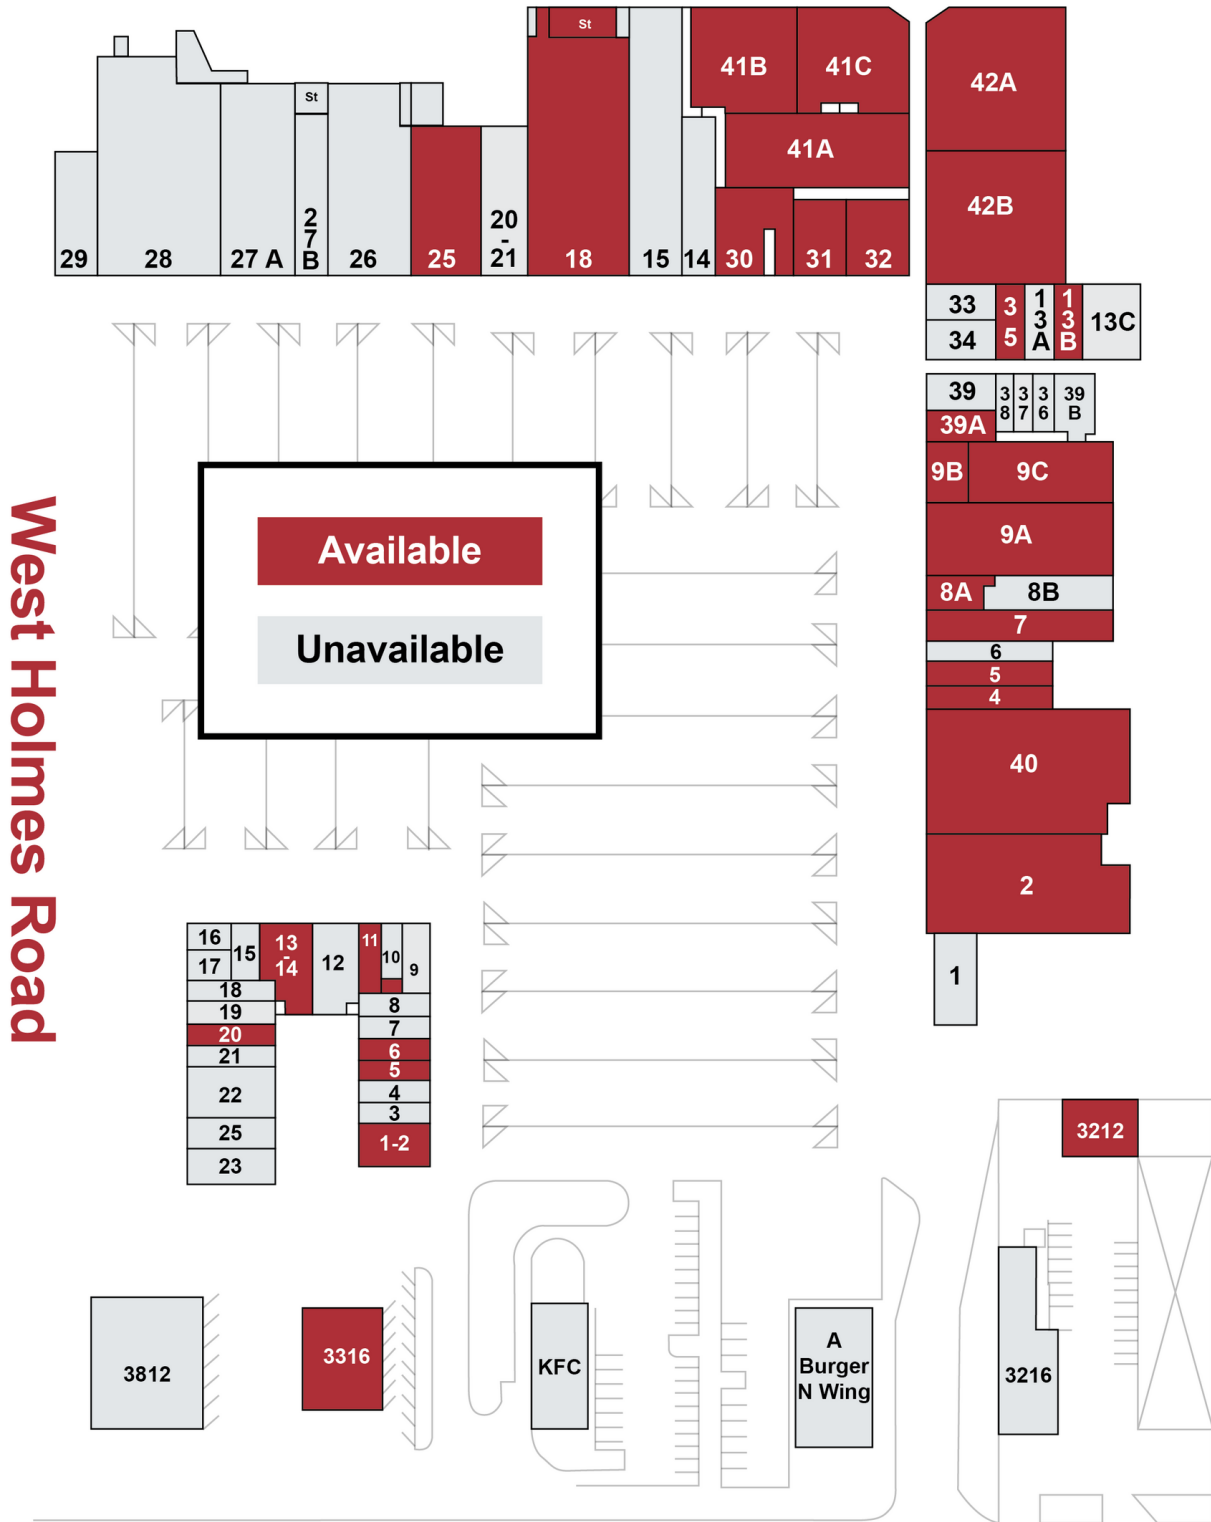 St
41B
41C
42A
St
41A
42B
29
28
27 A
2
7
B
26
25
20
-
21
18
15
14
30
31
32
33
34
3
5
1
3
A
1
3
B
13C
39
3
8
3
7
3
6
39
B
39A
9B
9C
9A
8A
8B
7
6
5
4
40
2
1
Available
Unavailable
West Holmes Road
16
17
15
13
-
14
12
11
10
9
18
19
20
21
22
25
23
8
7
6
5
4
3
1-2
3212
3812
3316
KFC
A
Burger
N Wing
3216